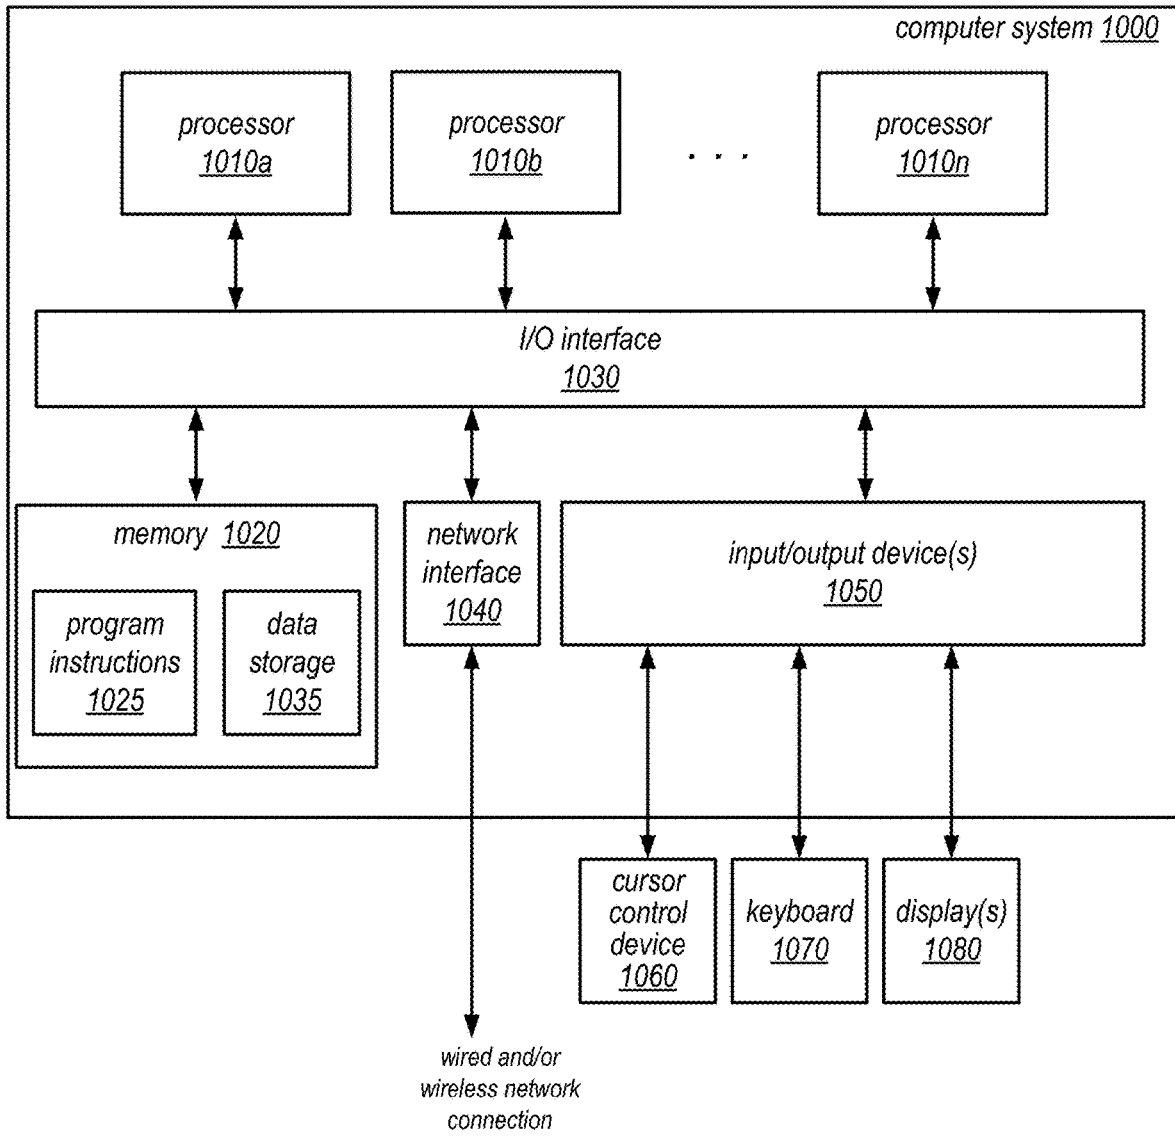 computer system 1000
processor
1010a
processor
1010b
. . .
processor
1010n
I/O interface
1030
memory 1020
program
instructions
1025
data
storage
1035
network
interface
1040
input/output device(s)
1050
cursor
control
device
1060
keyboard
1070
display(s)
1080
wired and/or
wireless network
connection